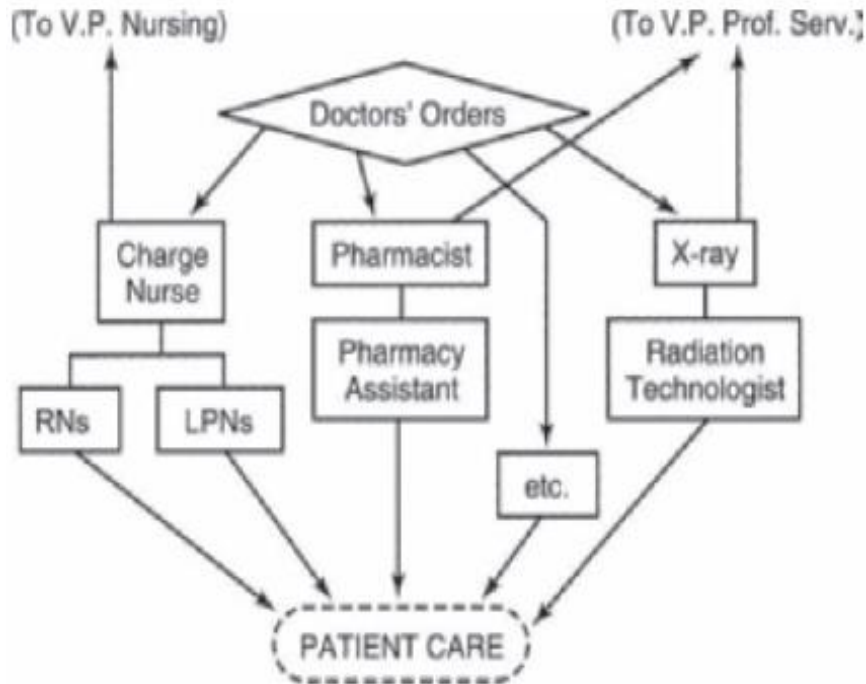 (To V.P. Nursing)
(To V.P. Prof. Serv.)
Doctors' Orders
Charge
Nurse
Pharmacist
X-ray
Pharmacy
Assistant
Radiation
Technologist
RNs
LPNs
etc.
PATIENT CARE